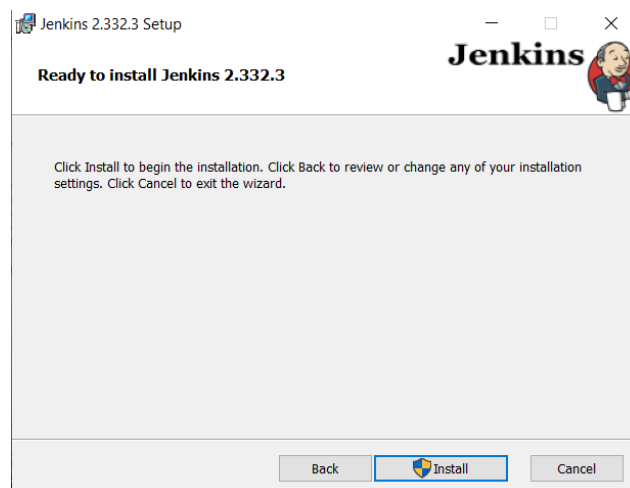 Jenkins 2.332.3 Setup
Jenkins
Ready to install Jenkins 2.332.3
Click Install to begin the installation. Click Back to review or change any of your installation
settings. Click Cancel to exit the wizard.
Back
Install
Cancel